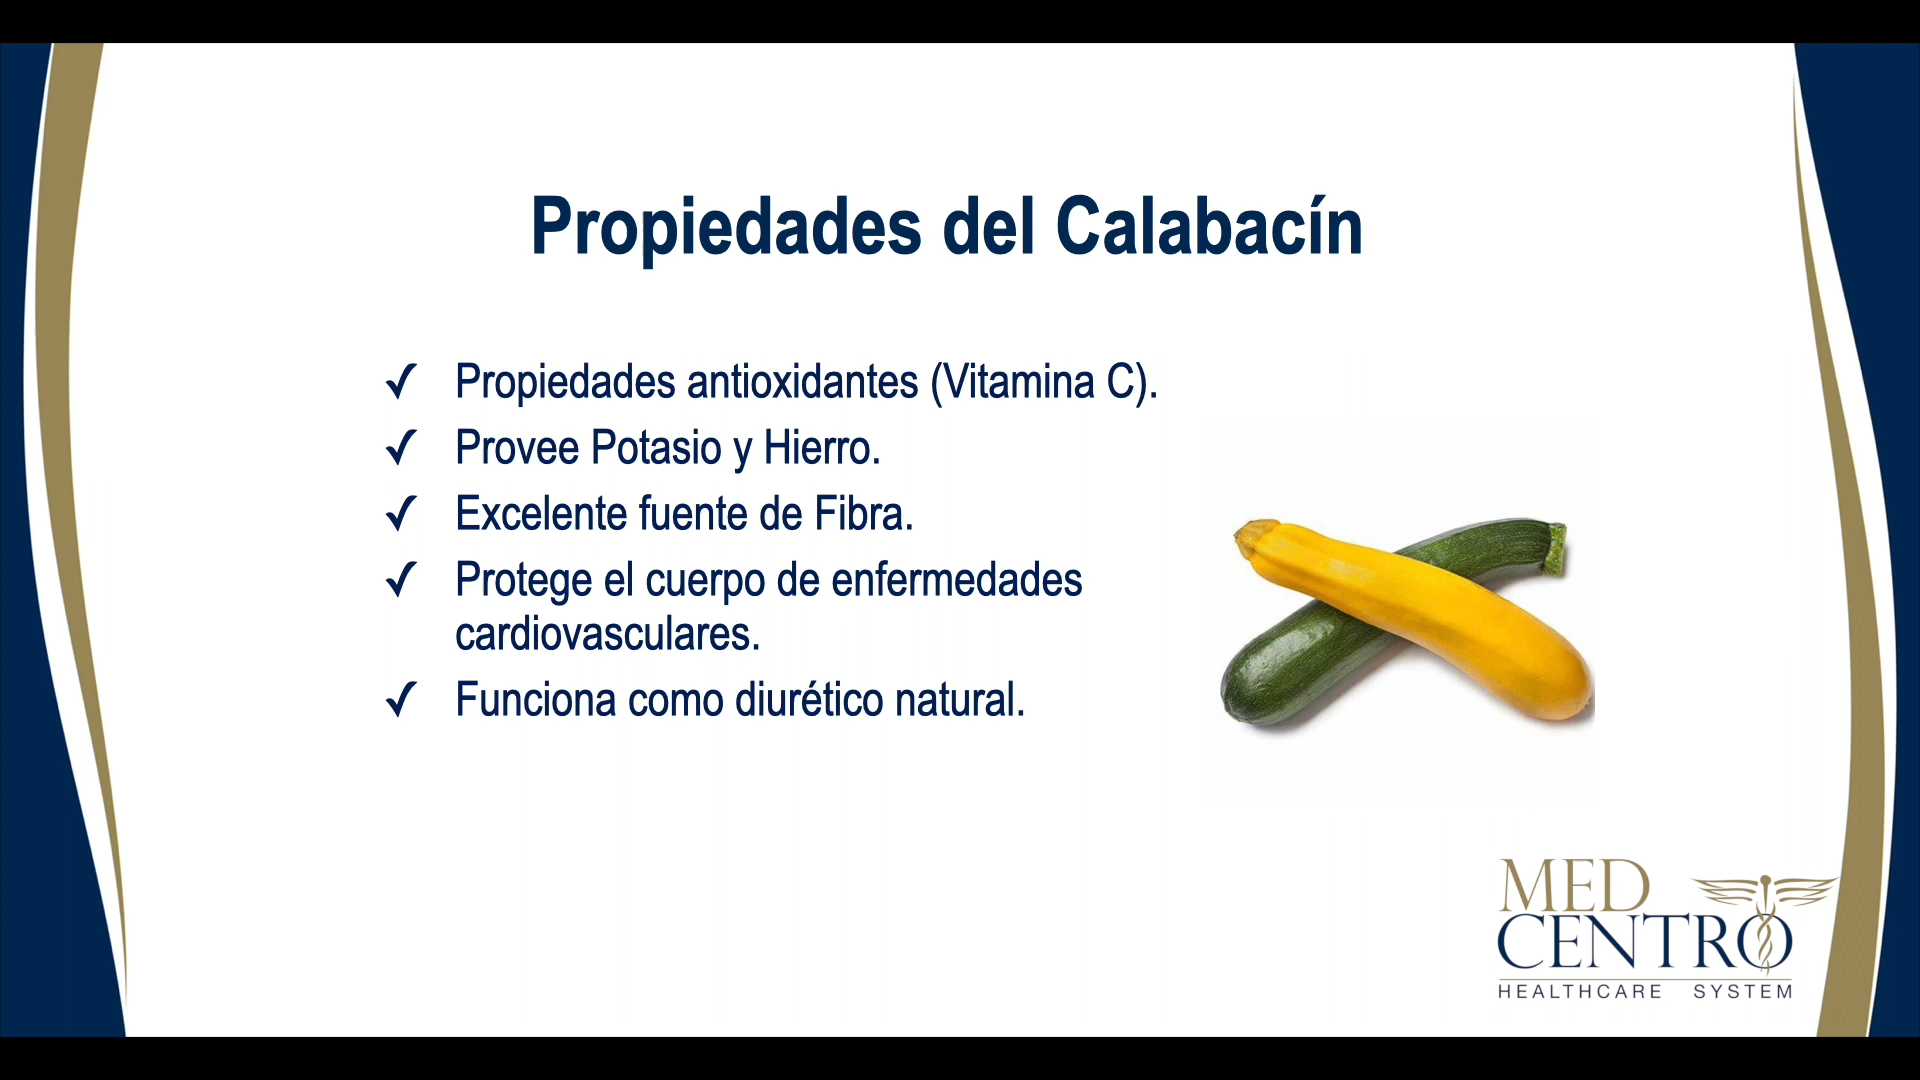 Propiedades del Calabacín
✓ Propiedades antioxidantes (Vitamina C).
✓ Provee Potasio y Hierro.
✓ Excelente fuente de Fibra.
✓ Protege el cuerpo de enfermedades
cardiovasculares.
✓ Funciona como diurético natural.
MED
CENTRO
HEALTHCARE SYSTEM